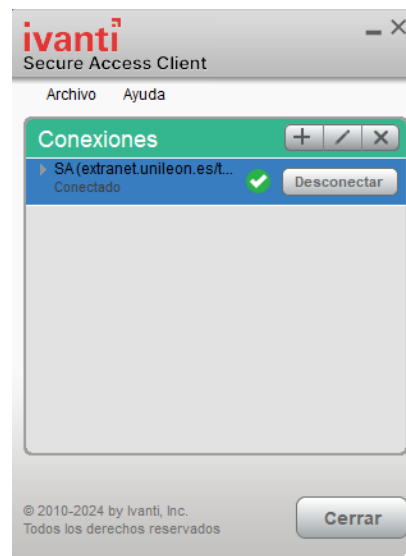 ivanti
Secure Access Client
Archivo Ayuda
Conexiones
SA (extranet.unileon.es/t...
Conectado
Desconectar
© 2010-2024 by Ivanti, Inc.
Todos los derechos reservados
Cerrar